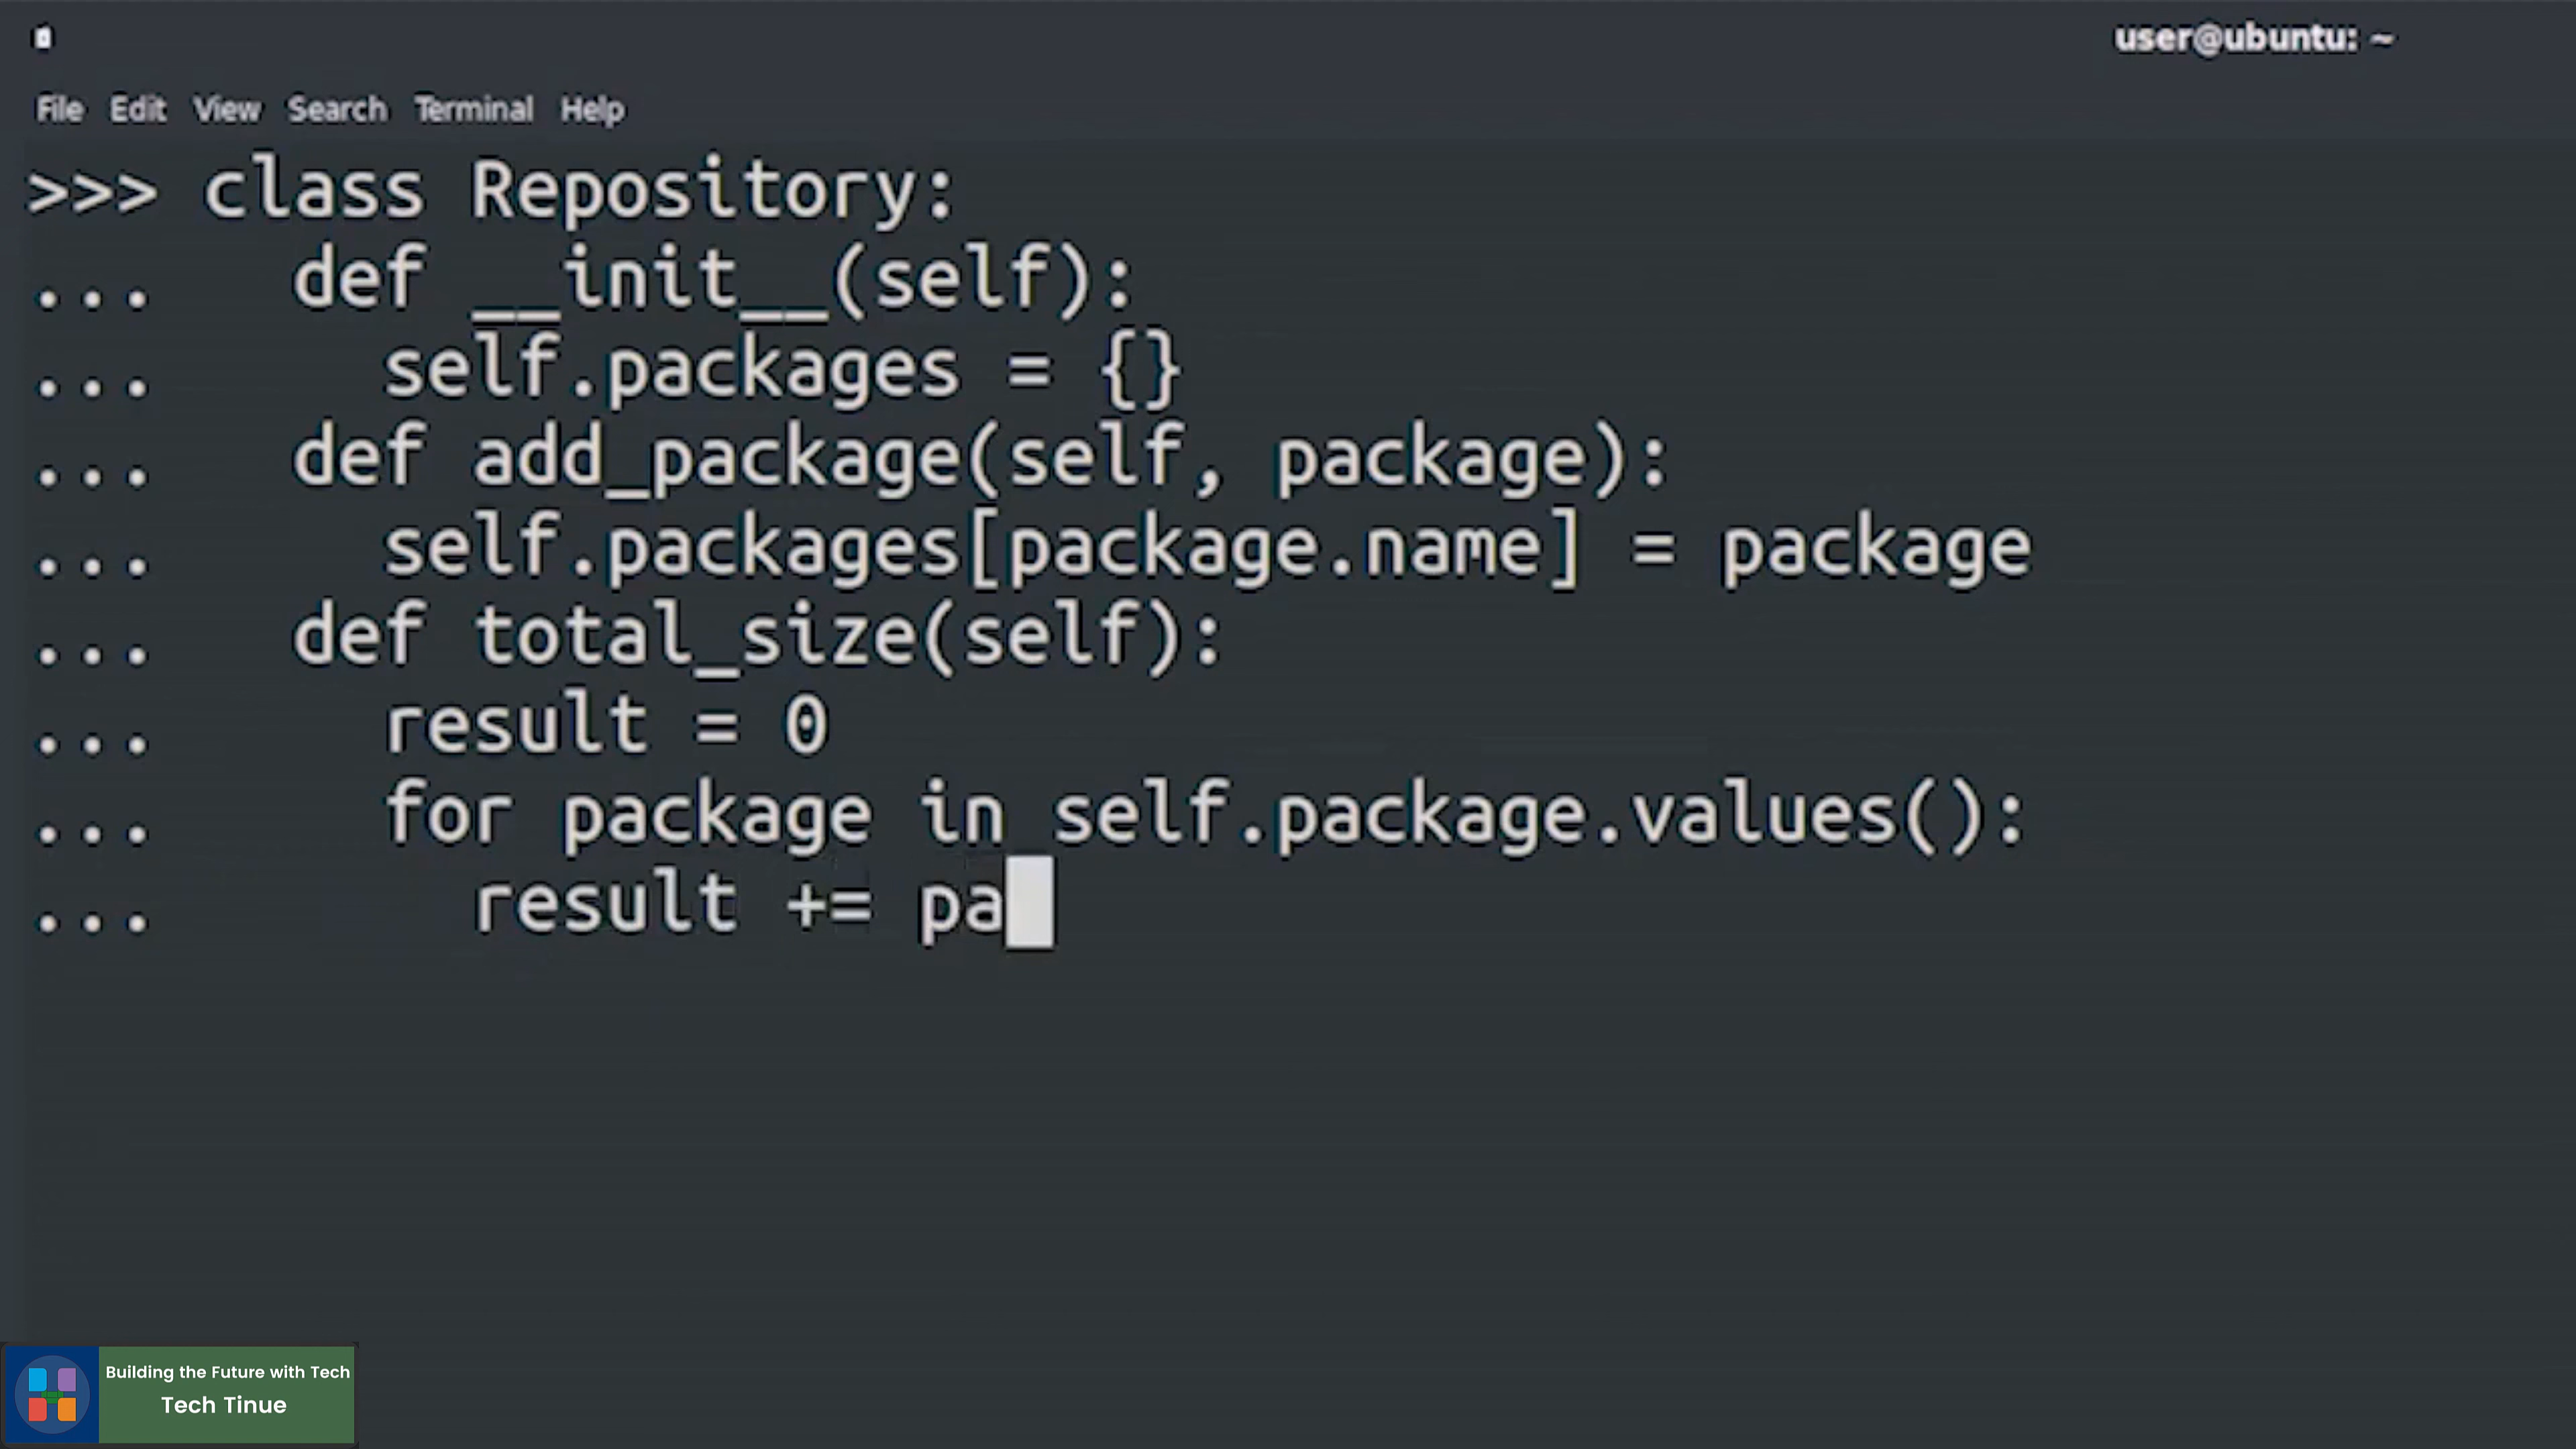 user@ubuntu: ~
File Edit View Search Terminal Help
>>> class Repository:
...   def __init__(self):
...     self.packages = {}
...   def add_package(self, package):
...     self.packages[package.name] = package
...   def total_size(self):
...     result = 0
...     for package in self.package.values():
...       result += pa
Building the Future with Tech
Tech Tinue